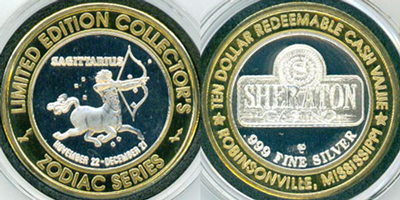 LIMITED EDITION COLLECTOR'S
SAGITTARIUS
NOVEMBER 22 - DECEMBER 21
ZODIAC SERIES
TEN DOLLAR REDEEMABLE CASH VALUE
SHERATON
.999 FINE SILVER
ROBINSONVILLE, MISSISSIPPI